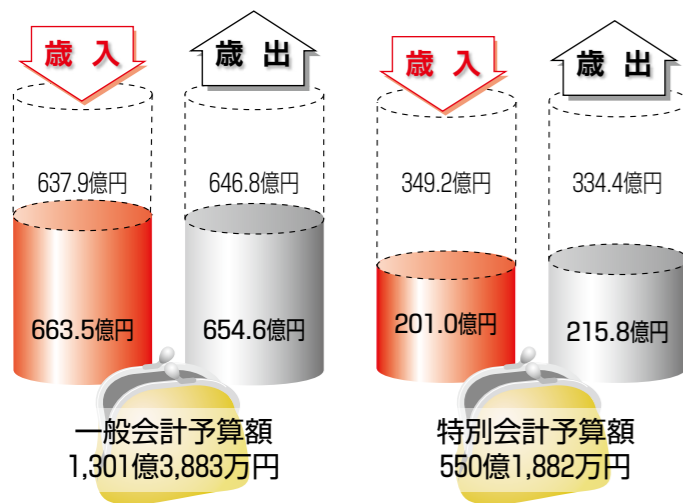 歳 入
歳 出
637.9億円
646.8億円
663.5億円
654.6億円
一般会計予算額
1,301億3,883万円
歳 入
歳 出
349.2億円
334.4億円
201.0億円
215.8億円
特別会計予算額
550億1,882万円